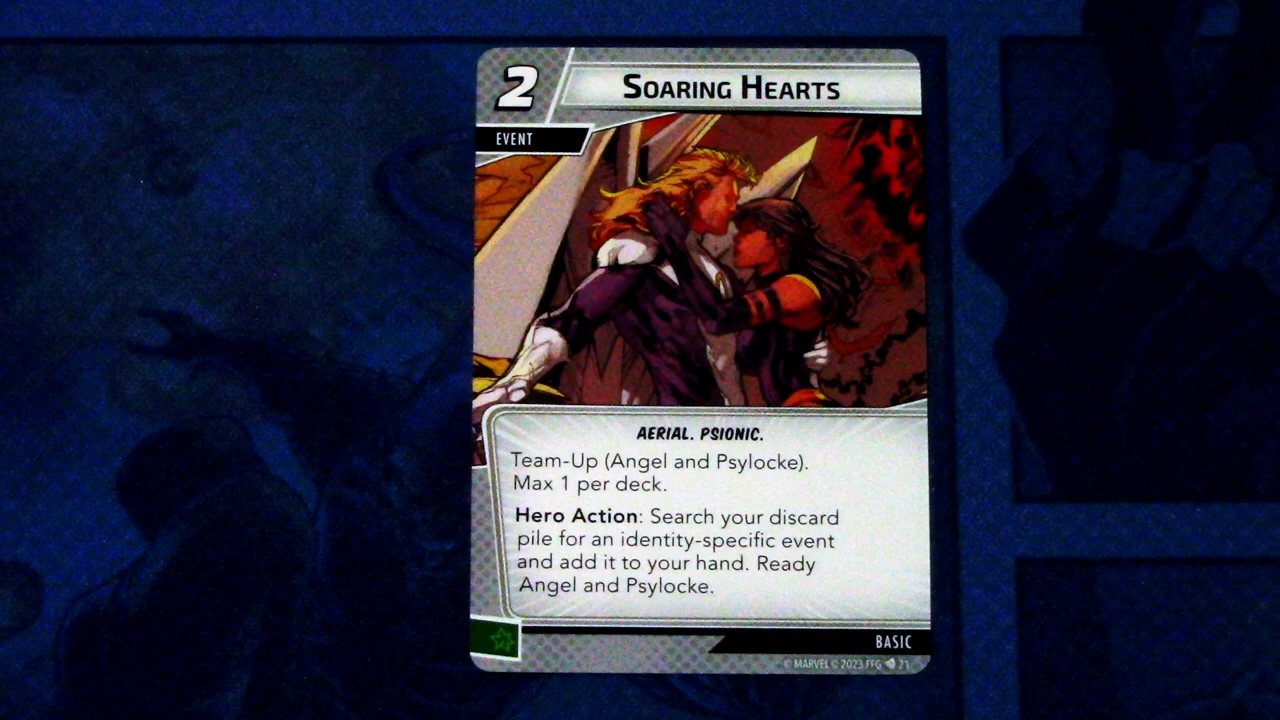 2
SOARING HEARTS
EVENT
AERIAL. PSIONIC.
Team-Up (Angel and Psylocke).
Max 1 per deck.
Hero Action: Search your discard
pile for an identity-specific event
and add it to your hand. Ready
Angel and Psylocke.
BASIC
© MARVEL © 2023 FFG 21